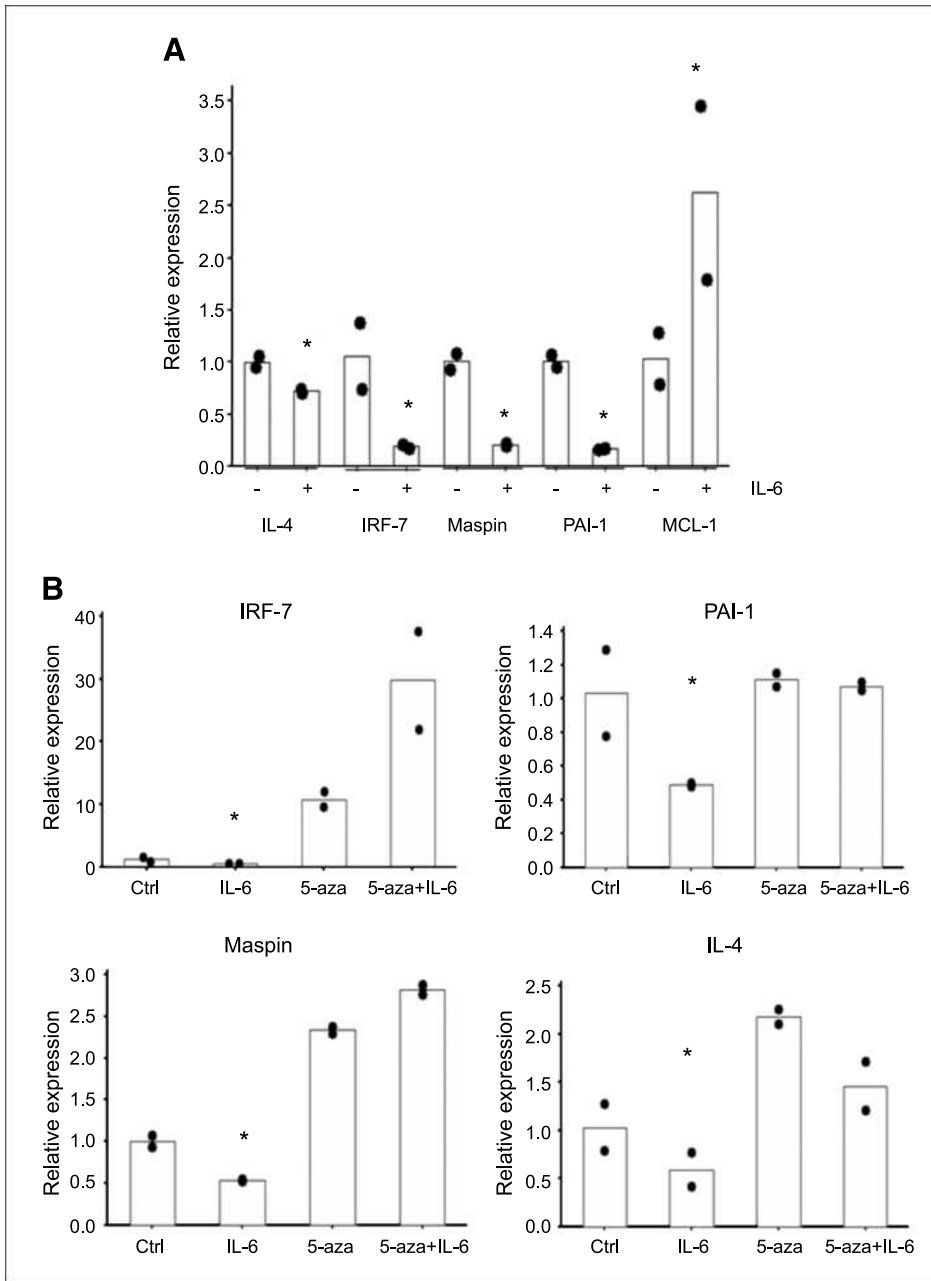 A
*
3.5
3.0
2.5
2.0
1.5
1.0
0.5
0.0
Relative expression
* * * *
- + - + - + - + - + IL-6
IL-4 IRF-7 Maspin PAI-1 MCL-1
B
IRF-7
40
30
20
10
0
Relative expression
*
Ctrl IL-6 5-aza 5-aza+IL-6
PAI-1
1.4
1.2
1.0
0.8
0.6
0.4
0.2
0.0
Relative expression
*
Ctrl IL-6 5-aza 5-aza+IL-6
Maspin
3.0
2.5
2.0
1.5
1.0
0.5
0.0
Relative expression
*
Ctrl IL-6 5-aza 5-aza+IL-6
IL-4
2.5
2.0
1.5
1.0
0.5
0.0
Relative expression
*
Ctrl IL-6 5-aza 5-aza+IL-6